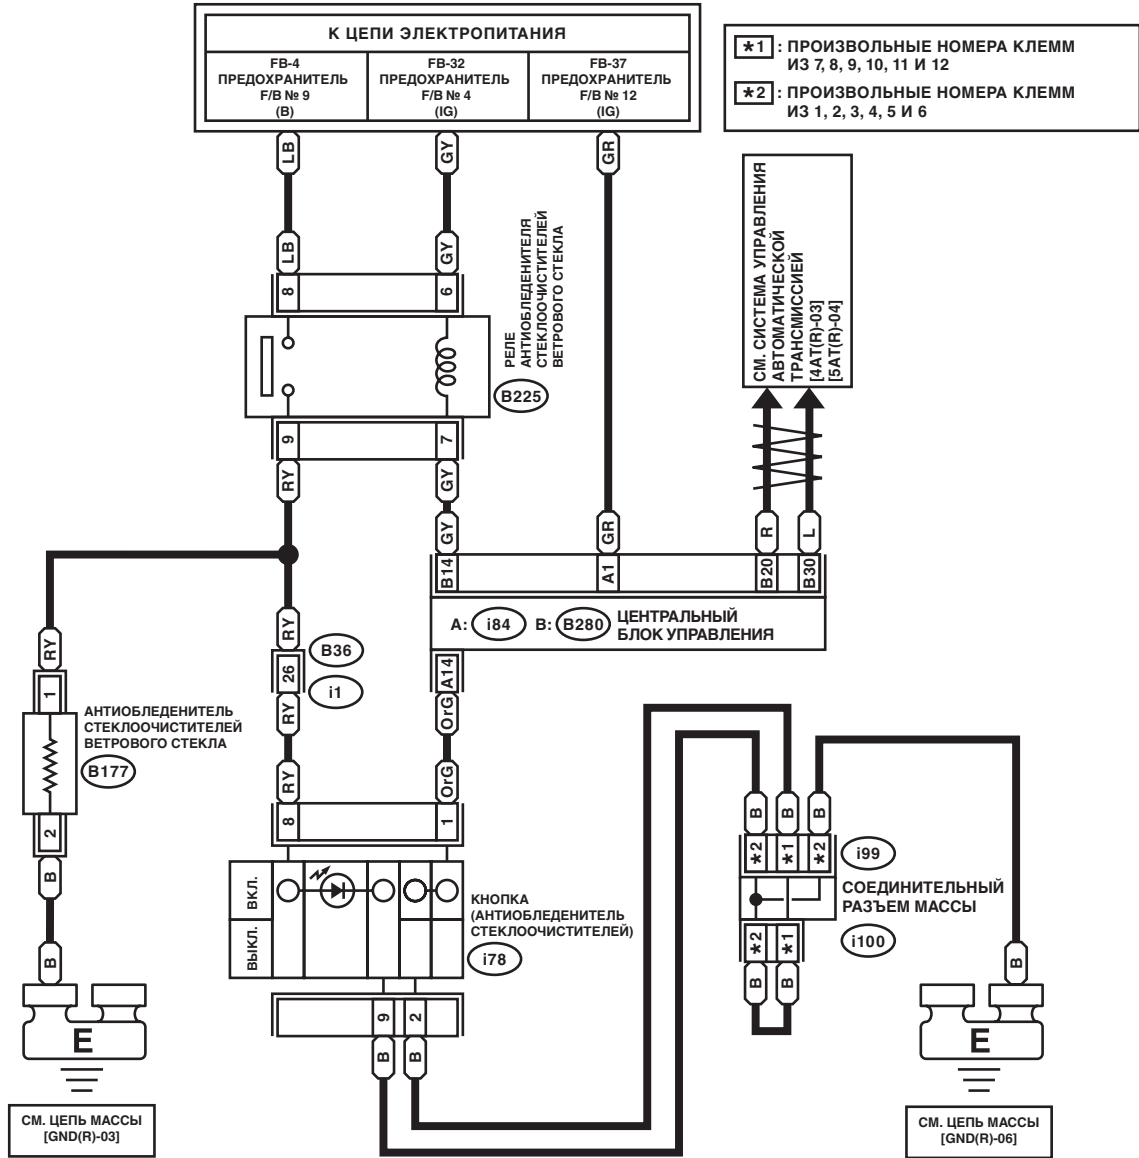 К ЦЕПИ ЭЛЕКТРОПИТАНИЯ
FB-4
ПРЕДОХРАНИТЕЛЬ
F/B № 9
(B)
FB-32
ПРЕДОХРАНИТЕЛЬ
F/B № 4
(IG)
FB-37
ПРЕДОХРАНИТЕЛЬ
F/B № 12
(IG)
*1 : ПРОИЗВОЛЬНЫЕ НОМЕРА КЛЕММ
ИЗ 7, 8, 9, 10, 11 И 12
*2 : ПРОИЗВОЛЬНЫЕ НОМЕРА КЛЕММ
ИЗ 1, 2, 3, 4, 5 И 6
LB
GY
GR
LB
GY
8
6
РЕЛЕ
АНТИОБЛЕДЕНИТЕЛЯ
СТЕКЛООЧИСТИТЕЛЕЙ
ВЕТРОВОГО СТЕКЛА
B225
СМ. СИСТЕМА УПРАВЛЕНИЯ
АВТОМАТИЧЕСКОЙ
ТРАНСМИССИЕЙ
[4AT(R)-03]
[5AT(R)-04]
9
7
RY
GY
GY
GR
R
L
B14
A1
B20
B30
A: i84 B: B280 ЦЕНТРАЛЬНЫЙ
БЛОК УПРАВЛЕНИЯ
RY
RY
B36
26
i1
A14
RY
OrG
1
АНТИОБЛЕДЕНИТЕЛЬ
СТЕКЛООЧИСТИТЕЛЕЙ
ВЕТРОВОГО СТЕКЛА
B177
2
B
B
RY
OrG
8
1
ВКЛ.
ВЫКЛ.
КНОПКА
(АНТИОБЛЕДЕНИТЕЛЬ
СТЕКЛООЧИСТИТЕЛЕЙ)
i78
9
2
B
B
B
B
B
*2
*1
*2
i99
СОЕДИНИТЕЛЬНЫЙ
РАЗЪЕМ МАССЫ
i100
*2
*1
B
B
B
E
E
СМ. ЦЕПЬ МАССЫ
[GND(R)-03]
СМ. ЦЕПЬ МАССЫ
[GND(R)-06]